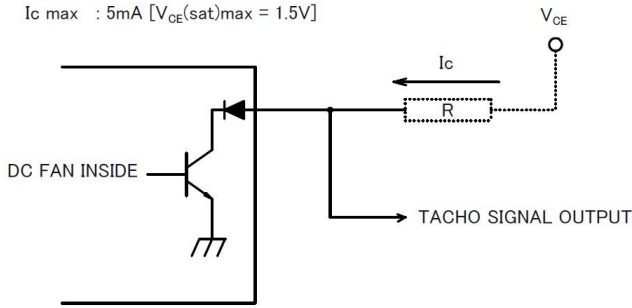 Ic max : 5mA [VCE(sat)max = 1.5V]
VCE
Ic
R
DC FAN INSIDE
TACHO SIGNAL OUTPUT